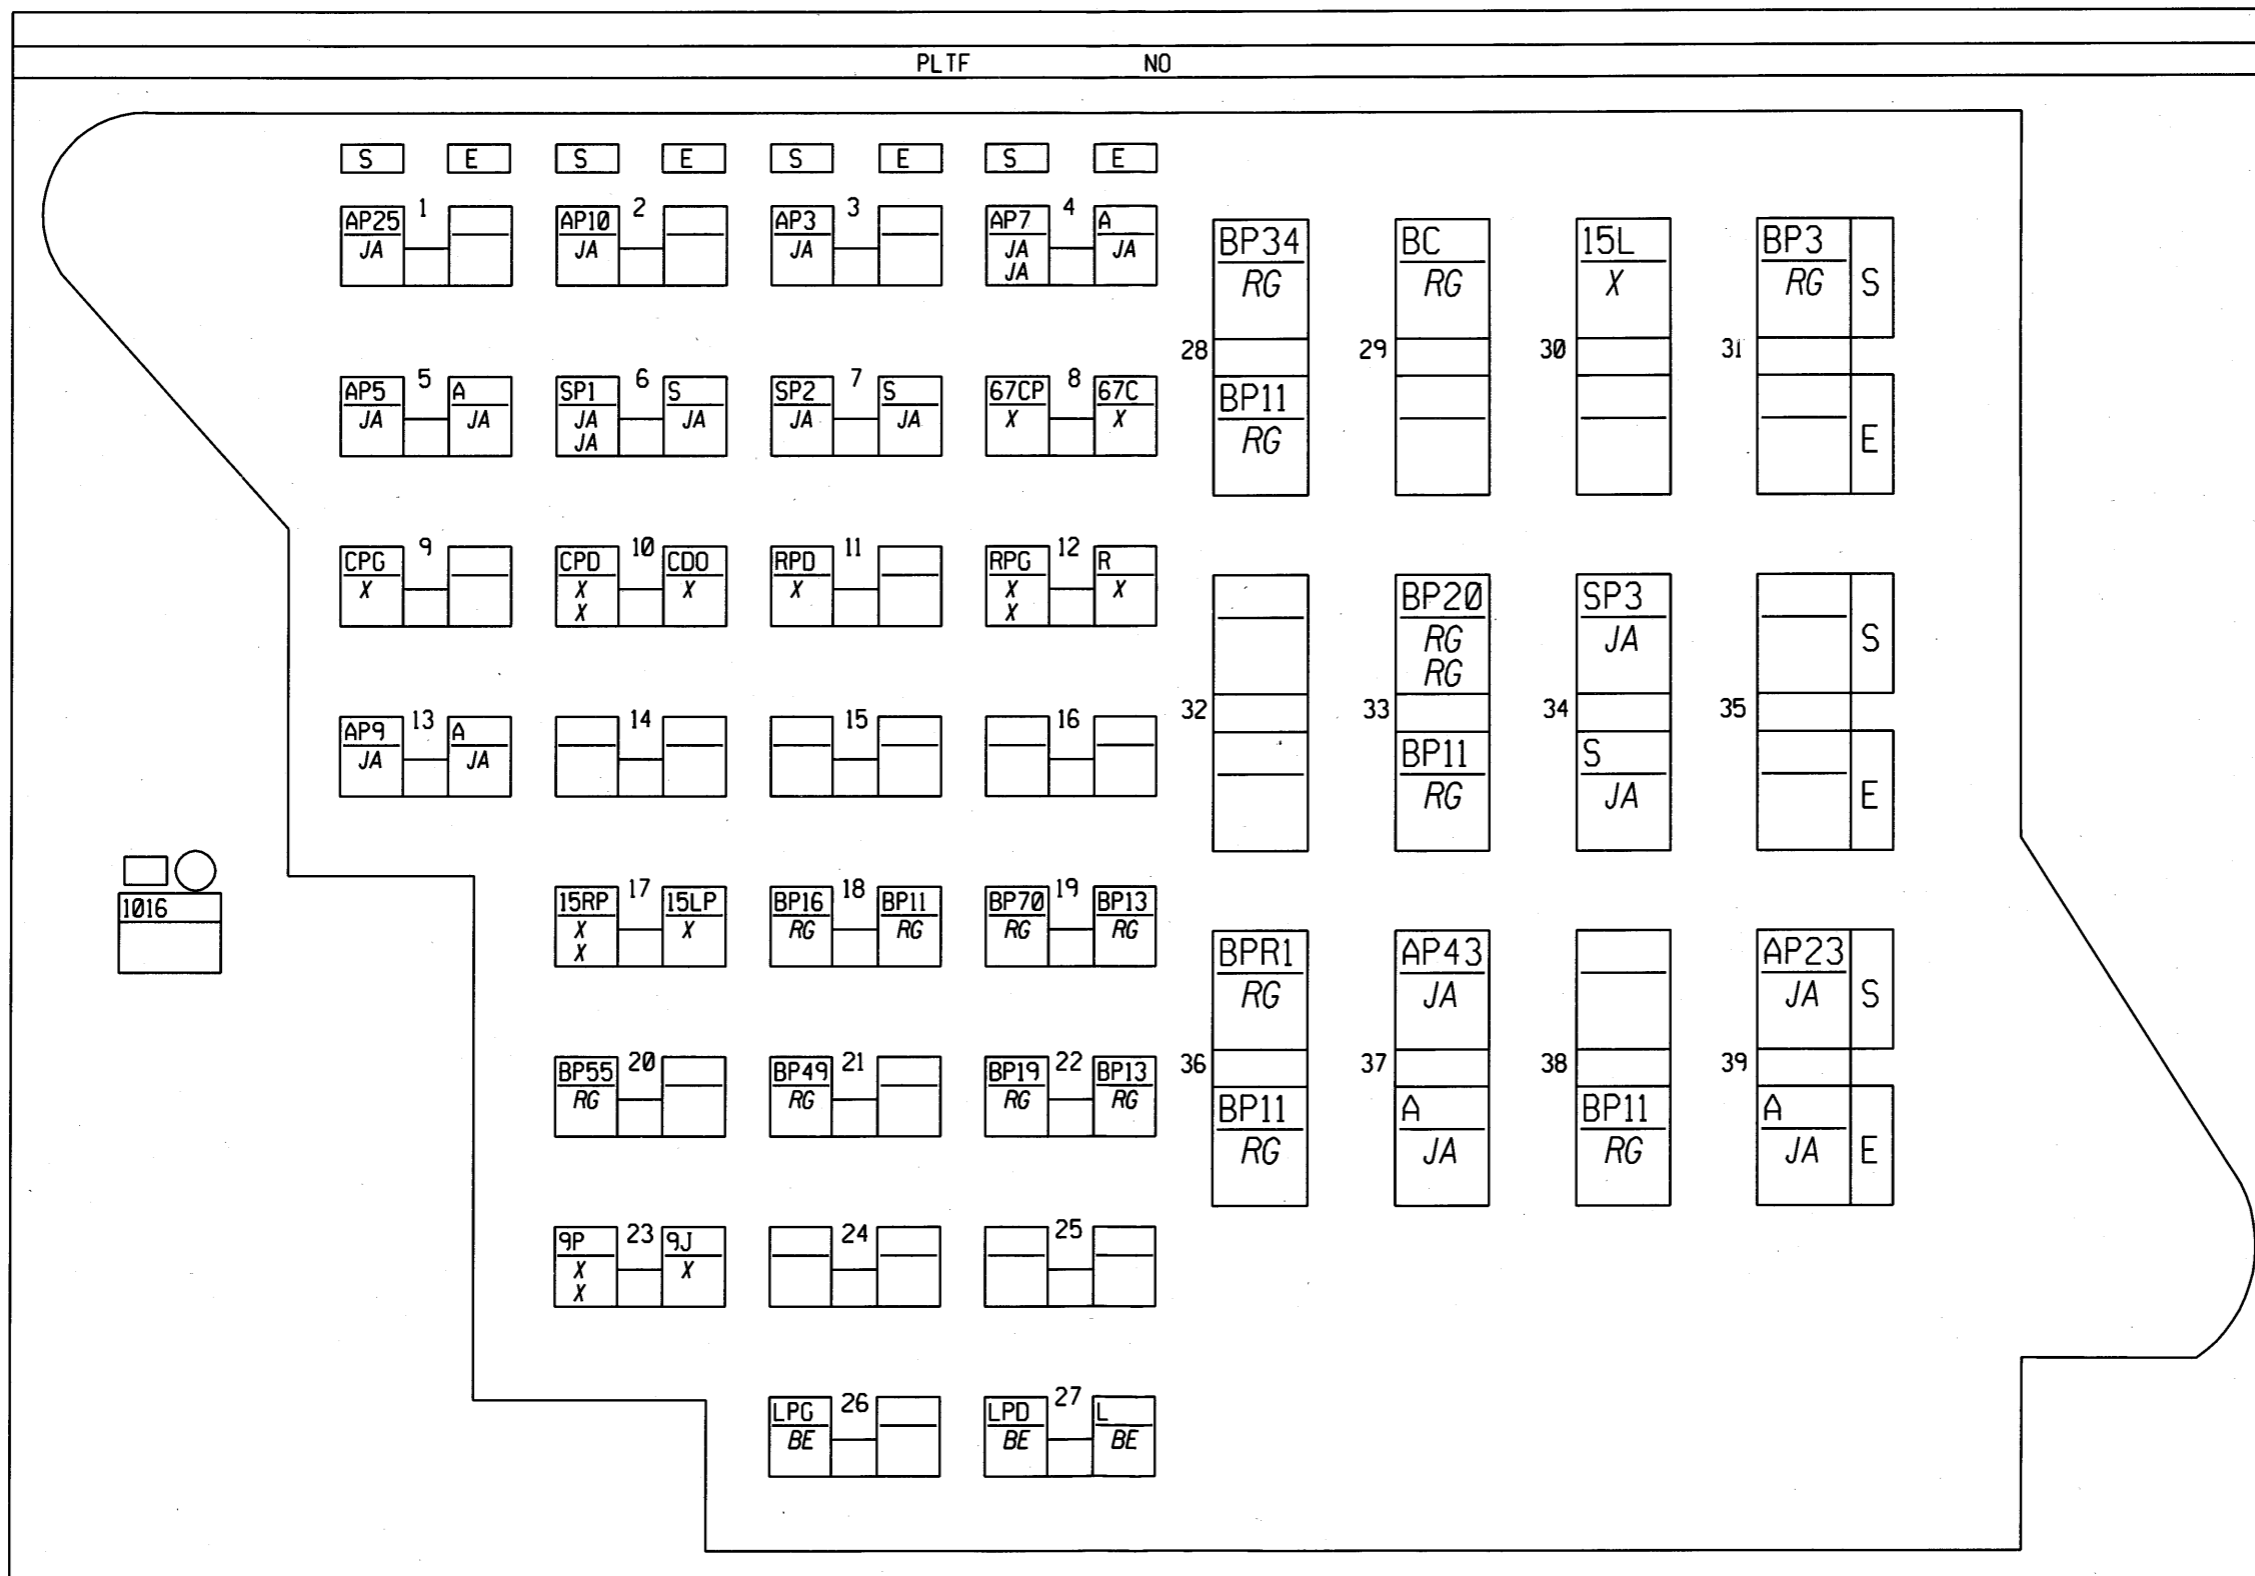 PLTF NO
S E S E S E S E
1 2 3 4
AP25 AP10 AP3 AP7 A
JA JA JA JA JA
JA
BP34 BC 15L BP3
RG RG X RG S
28 29 30 31
5 6 7 8
AP5 A SP1 S SP2 S 67CP 67C
JA JA JA JA JA JA X X
JA
BP11
RG E
9 10 11 12
CPG CPD CDO RPD RPG R
X X X X X X
X X
BP20 SP3
RG JA S
RG
32 33 34 35
13 14 15 16
AP9 A
JA JA
BP11 S
RG JA E
1016
17 18 19
15RP 15LP BP16 BP11 BP70 BP13
X X RG RG RG RG
X
BPR1 AP43 AP23
RG JA JA S
36 37 38 39
20 21 22
BP55 BP49 BP19 BP13
RG RG RG RG
BP11 A BP11 A
RG JA RG JA E
23 24 25
9P 9J
X X
X
26 27
LPG LPD L
BE BE BE